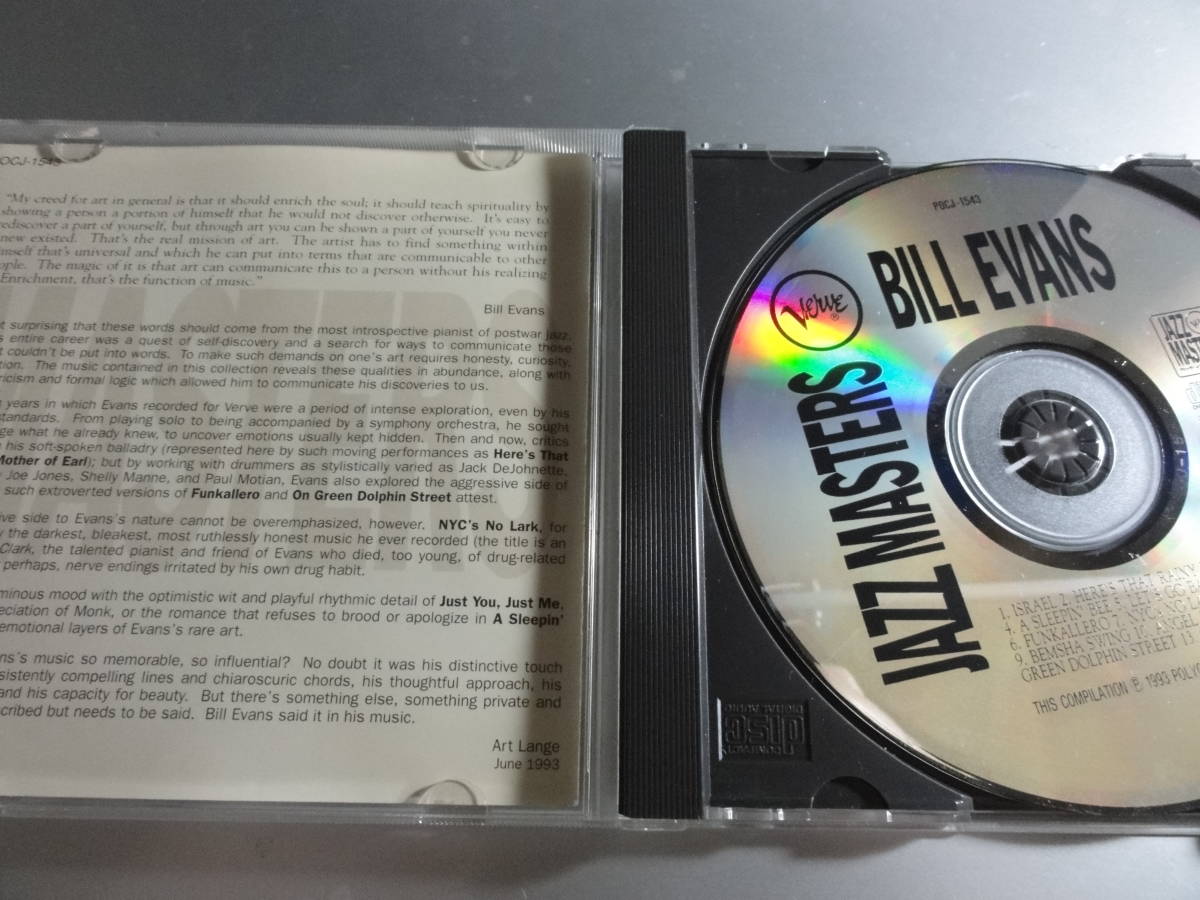 OCJ-1543
"My creed for art in general is that it should enrich the soul; it should teach spirituality by
showing a person a portion of himself that he would not discover otherwise. It's easy to
rediscover a part of yourself, but through art you can be shown a part of yourself you never
new existed. That's the real mission of art. The artist has to find something within
mself that's universal and which he can put into terms that are communicable to other
ople. The magic of it is that art can communicate this to a person without his realizing
Enrichment, that's the function of music."
Bill Evans
t surprising that these words should come from the most introspective pianist of postwar jazz.
s entire career was a quest of self-discovery and a search for ways to communicate those
t couldn't be put into words. To make such demands on one's art requires honesty, curiosity,
tion. The music contained in this collection reveals these qualities in abundance, along with
ricism and formal logic which allowed him to communicate his discoveries to us.
years in which Evans recorded for Verve were a period of intense exploration, even by his
standards. From playing solo to being accompanied by a symphony orchestra, he sought
ge what he already knew, to uncover emotions usually kept hidden. Then and now, critics
his soft-spoken balladry (represented here by such moving performances as Here's That
Mother of Earl); but by working with drummers as stylistically varied as Jack DeJohnette,
Joe Jones, Shelly Manne, and Paul Motian, Evans also explored the aggressive side of
such extroverted versions of Funkallero and On Green Dolphin Street attest.
ive side to Evans's nature cannot be overemphasized, however. NYC's No Lark, for
y the darkest, bleakest, most ruthlessly honest music he ever recorded (the title is an
Clark, the talented pianist and friend of Evans who died, too young, of drug-related
perhaps, nerve endings irritated by his own drug habit.
minous mood with the optimistic wit and playful rhythmic detail of Just You, Just Me,
eciation of Monk, or the romance that refuses to brood or apologize in A Sleepin'
emotional layers of Evans's rare art.
ns's music so memorable, so influential? No doubt it was his distinctive touch
sistently compelling lines and chiaroscuric chords, his thoughtful approach, his
and his capacity for beauty. But there's something else, something private and
cribed but needs to be said. Bill Evans said it in his music.
Art Lange
June 1993
MASTERS
POCJ-1543
Verve®
BILL EVANS
JAZZ MASTERS
JAZZ
MAST
1. ISRAEL 2. HERE'S THAT RAINY
4. A SLEEPIN' BEE 5.
6. FUNKALLERO 7. NYC'S NO
9. BEMSHA SWING 10. ANGEL
GREEN DOLPHIN STREET
THIS COMPILATION ℗ 1993 POLY
COMPACT
DISC
DIGITAL AUDIO